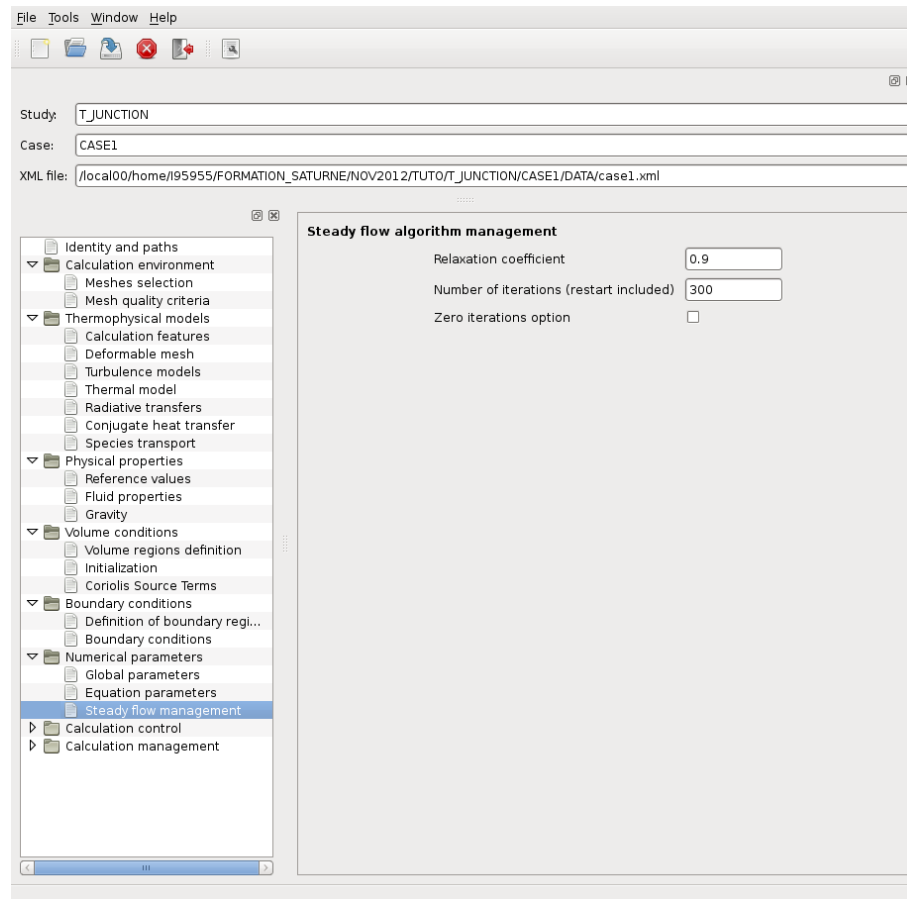 File Tools Window Help
Study: T_JUNCTION
Case: CASE1
XML file: /local00/home/I95955/FORMATION_SATURNE/NOV2012/TUTO/T_JUNCTION/CASE1/DATA/case1.xml
Identity and paths
Calculation environment
Meshes selection
Mesh quality criteria
Thermophysical models
Calculation features
Deformable mesh
Turbulence models
Thermal model
Radiative transfers
Conjugate heat transfer
Species transport
Physical properties
Reference values
Fluid properties
Gravity
Volume conditions
Volume regions definition
Initialization
Coriolis Source Terms
Boundary conditions
Definition of boundary regi...
Boundary conditions
Numerical parameters
Global parameters
Equation parameters
Steady flow management
Calculation control
Calculation management
Steady flow algorithm management
Relaxation coefficient 0.9
Number of iterations (restart included) 300
Zero iterations option